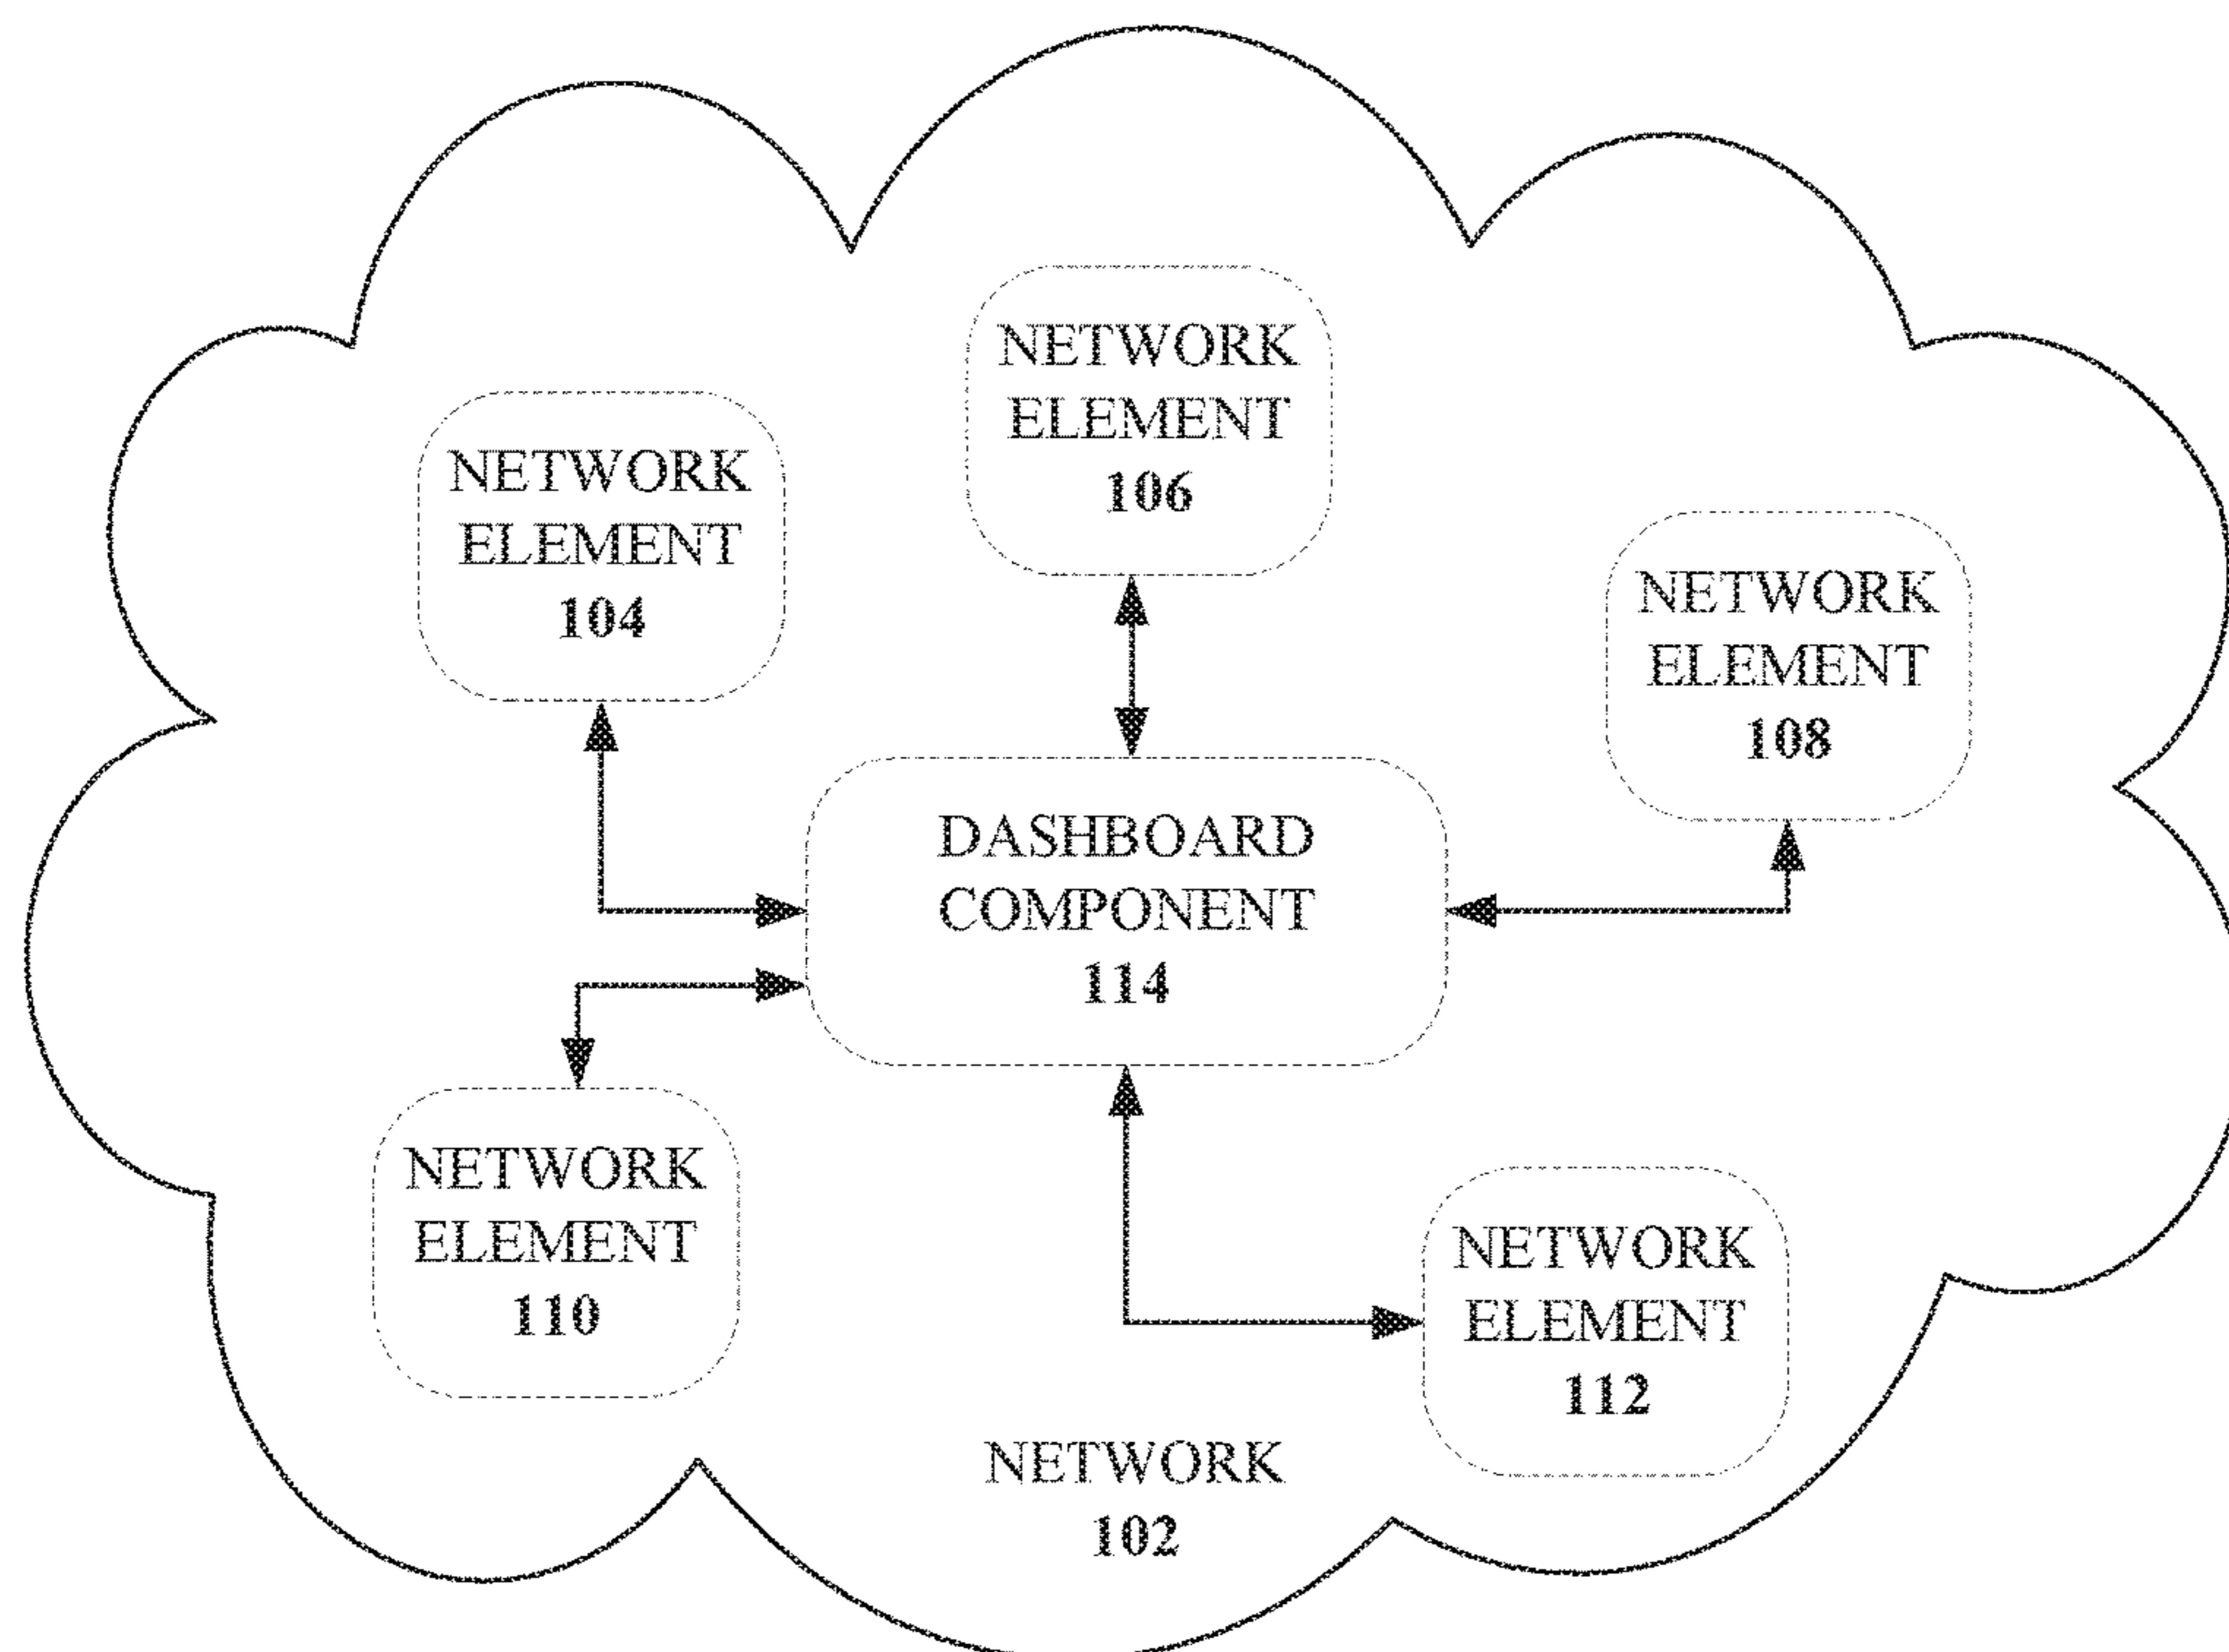 NETWORK
ELEMENT
106
NETWORK
ELEMENT
104
NETWORK
ELEMENT
108
DASHBOARD
COMPONENT
114
NETWORK
ELEMENT
110
NETWORK
ELEMENT
112
NETWORK
102